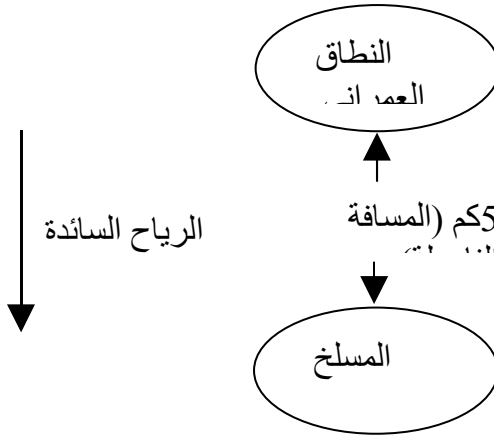 النطاق
العمراني
الرياح السائدة
5كم (المسافة
المسلخ